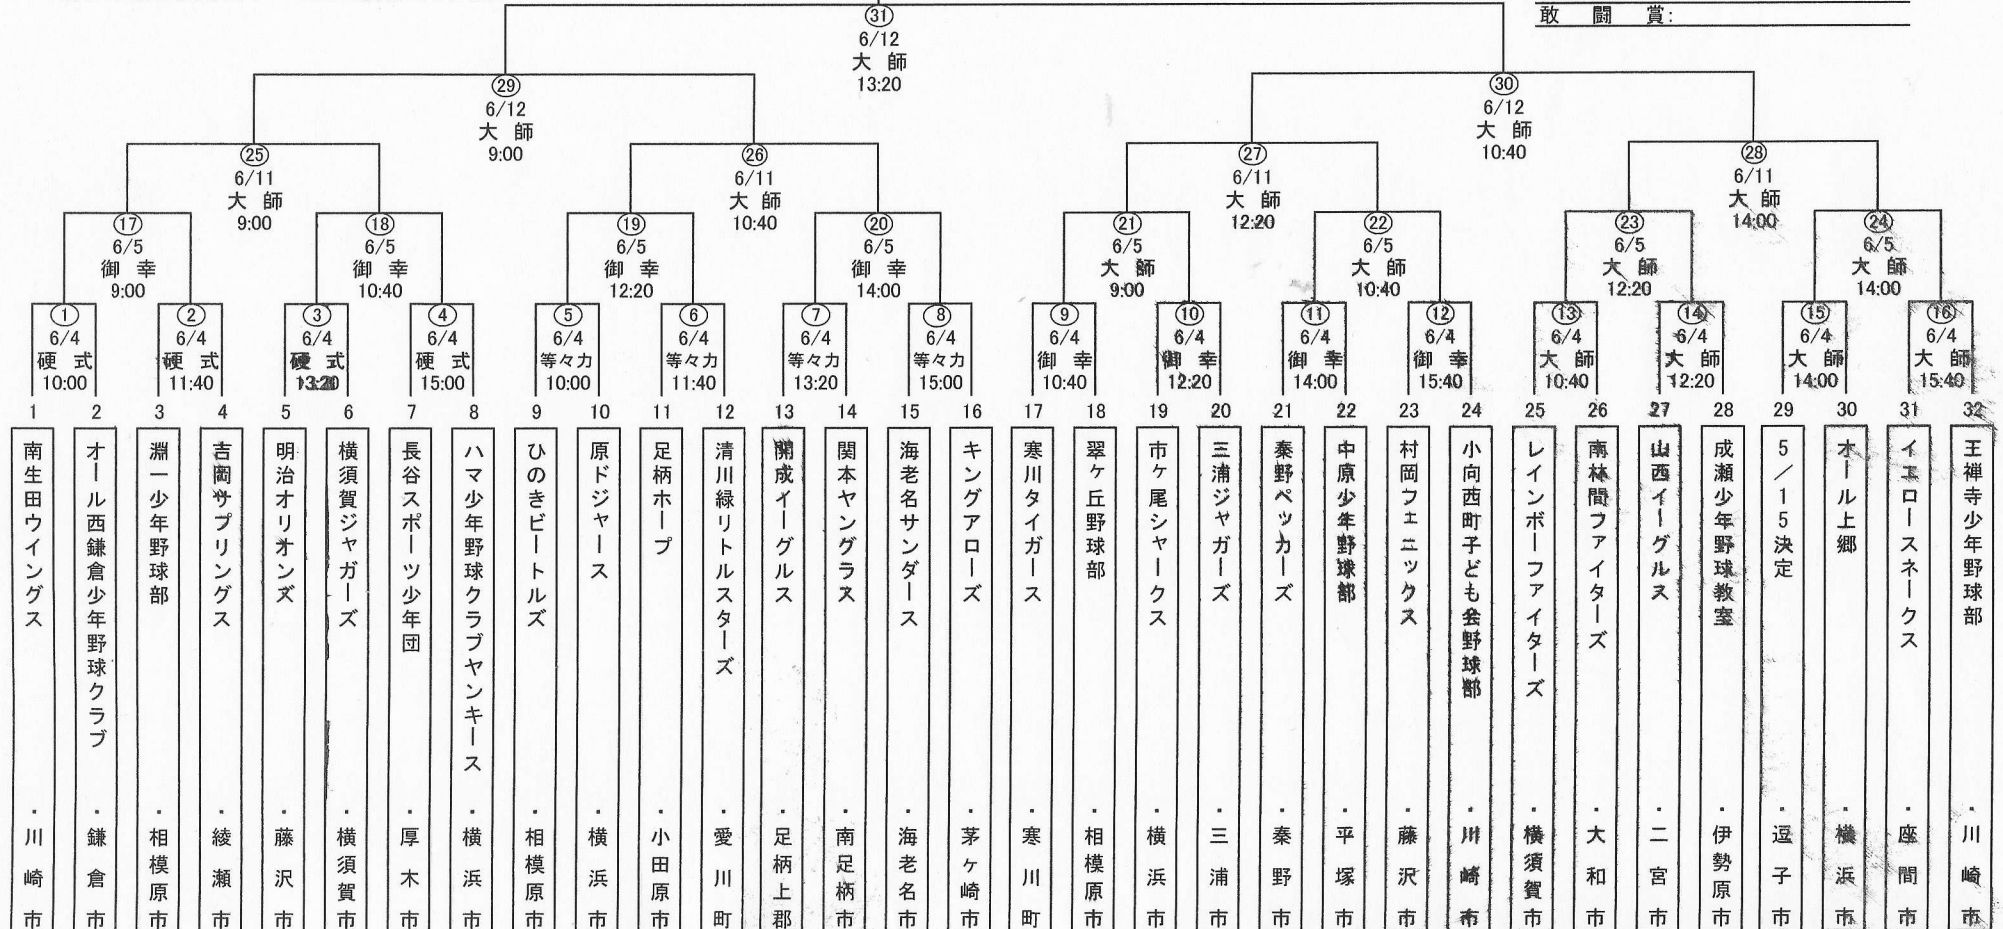 敢闘賞:
㉛
6/12
大師
13:20
㉙
6/12
大師
9:00
㉚
6/12
大師
10:40
㉕
6/11
大師
9:00
㉖
6/11
大師
10:40
㉗
6/11
大師
12:20
㉘
6/11
大師
14:00
⑰
6/5
御幸
9:00
⑱
6/5
御幸
10:40
⑲
6/5
御幸
12:20
⑳
6/5
御幸
14:00
㉑
6/5
大師
9:00
㉒
6/5
大師
10:40
㉓
6/5
大師
12:20
㉔
6/5
大師
14:00
①
6/4
硬式
10:00
②
6/4
硬式
11:40
③
6/4
硬式
13:20
④
6/4
硬式
15:00
⑤
6/4
等々力
10:00
⑥
6/4
等々力
11:40
⑦
6/4
等々力
13:20
⑧
6/4
等々力
15:00
⑨
6/4
御幸
10:40
⑩
6/4
御幸
12:20
⑪
6/4
御幸
14:00
⑫
6/4
御幸
15:40
⑬
6/4
大師
10:40
⑭
6/4
大師
12:20
⑮
6/4
大師
14:00
⑯
6/4
大師
15:40
1 南生田ウイングス・川崎市
2 オール西鎌倉少年野球クラブ・鎌倉市
3 淵一少年野球部・相模原市
4 吉岡サプリングス・綾瀬市
5 明治オリオンズ・藤沢市
6 横須賀ジャガーズ・横須賀市
7 長谷スポーツ少年団・厚木市
8 ハマ少年野球クラブヤンキース・横浜市
9 ひのきビートルズ・相模原市
10 原ドジャース・横浜市
11 足柄ホープ・小田原市
12 清川緑リトルスターズ・愛川町
13 開成イーグルス・足柄上郡
14 関本ヤングラス・南足柄市
15 海老名サンダース・海老名市
16 キングアローズ・茅ヶ崎市
17 寒川タイガース・寒川町
18 翠ヶ丘野球部・相模原市
19 市ヶ尾シャークス・横浜市
20 三浦ジャガーズ・三浦市
21 秦野ペッカーズ・秦野市
22 中原少年野球部・平塚市
23 村岡フェニックス・藤沢市
24 小向西町子ども会野球部・川崎市
25 レインボーファイターズ・横須賀市
26 南林間ファイターズ・大和市
27 山西イーグルス・二宮市
28 成瀬少年野球教室・伊勢原市
29 5/15決定・逗子市
30 オール上郷・横浜市
31 イエロースネークス・座間市
32 王禅寺少年野球部・川崎市